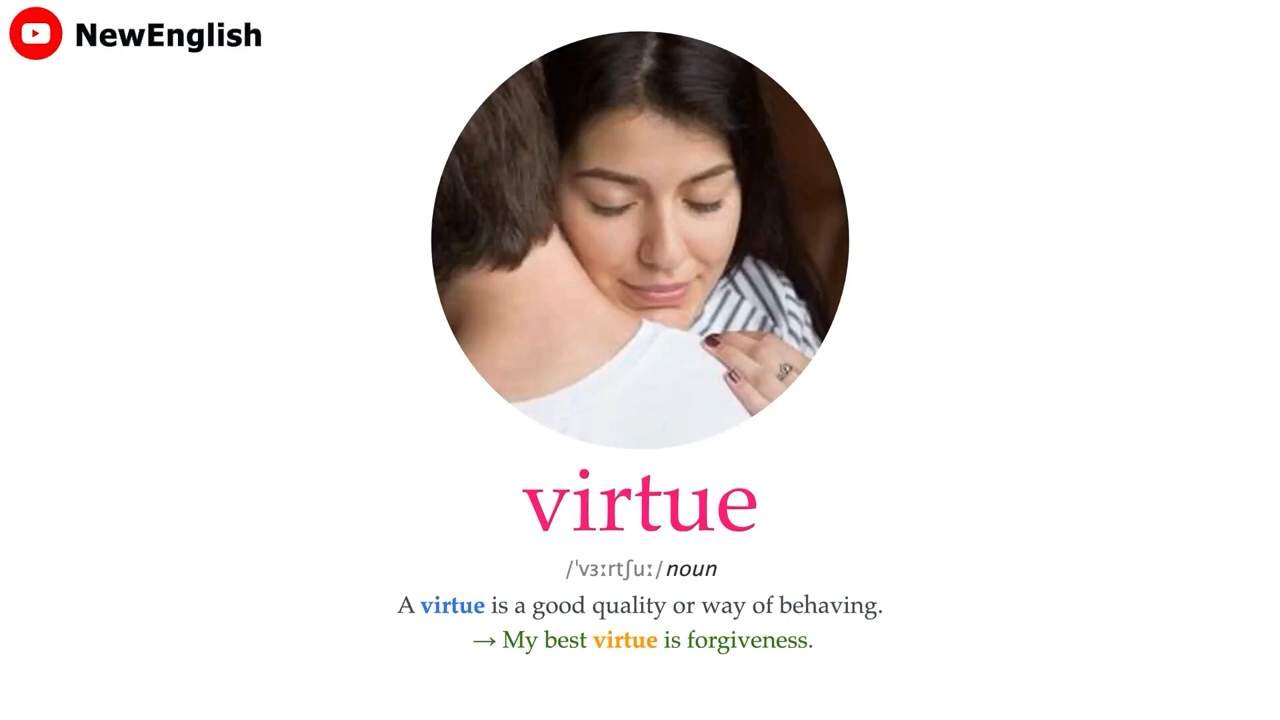 NewEnglish
virtue
/ˈvɜːrtʃuː/noun
A virtue is a good quality or way of behaving.
→ My best virtue is forgiveness.